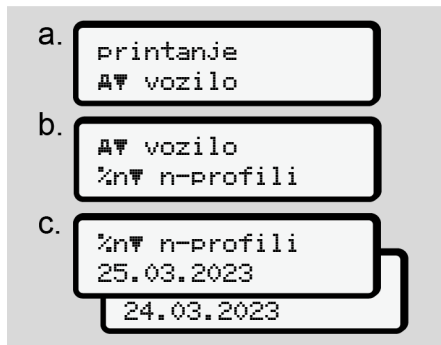 a.
printanje
A▼ vozilo
b.
A▼ vozilo
%n▼ n-profili
c.
%n▼ n-profili
25.03.2023
24.03.2023